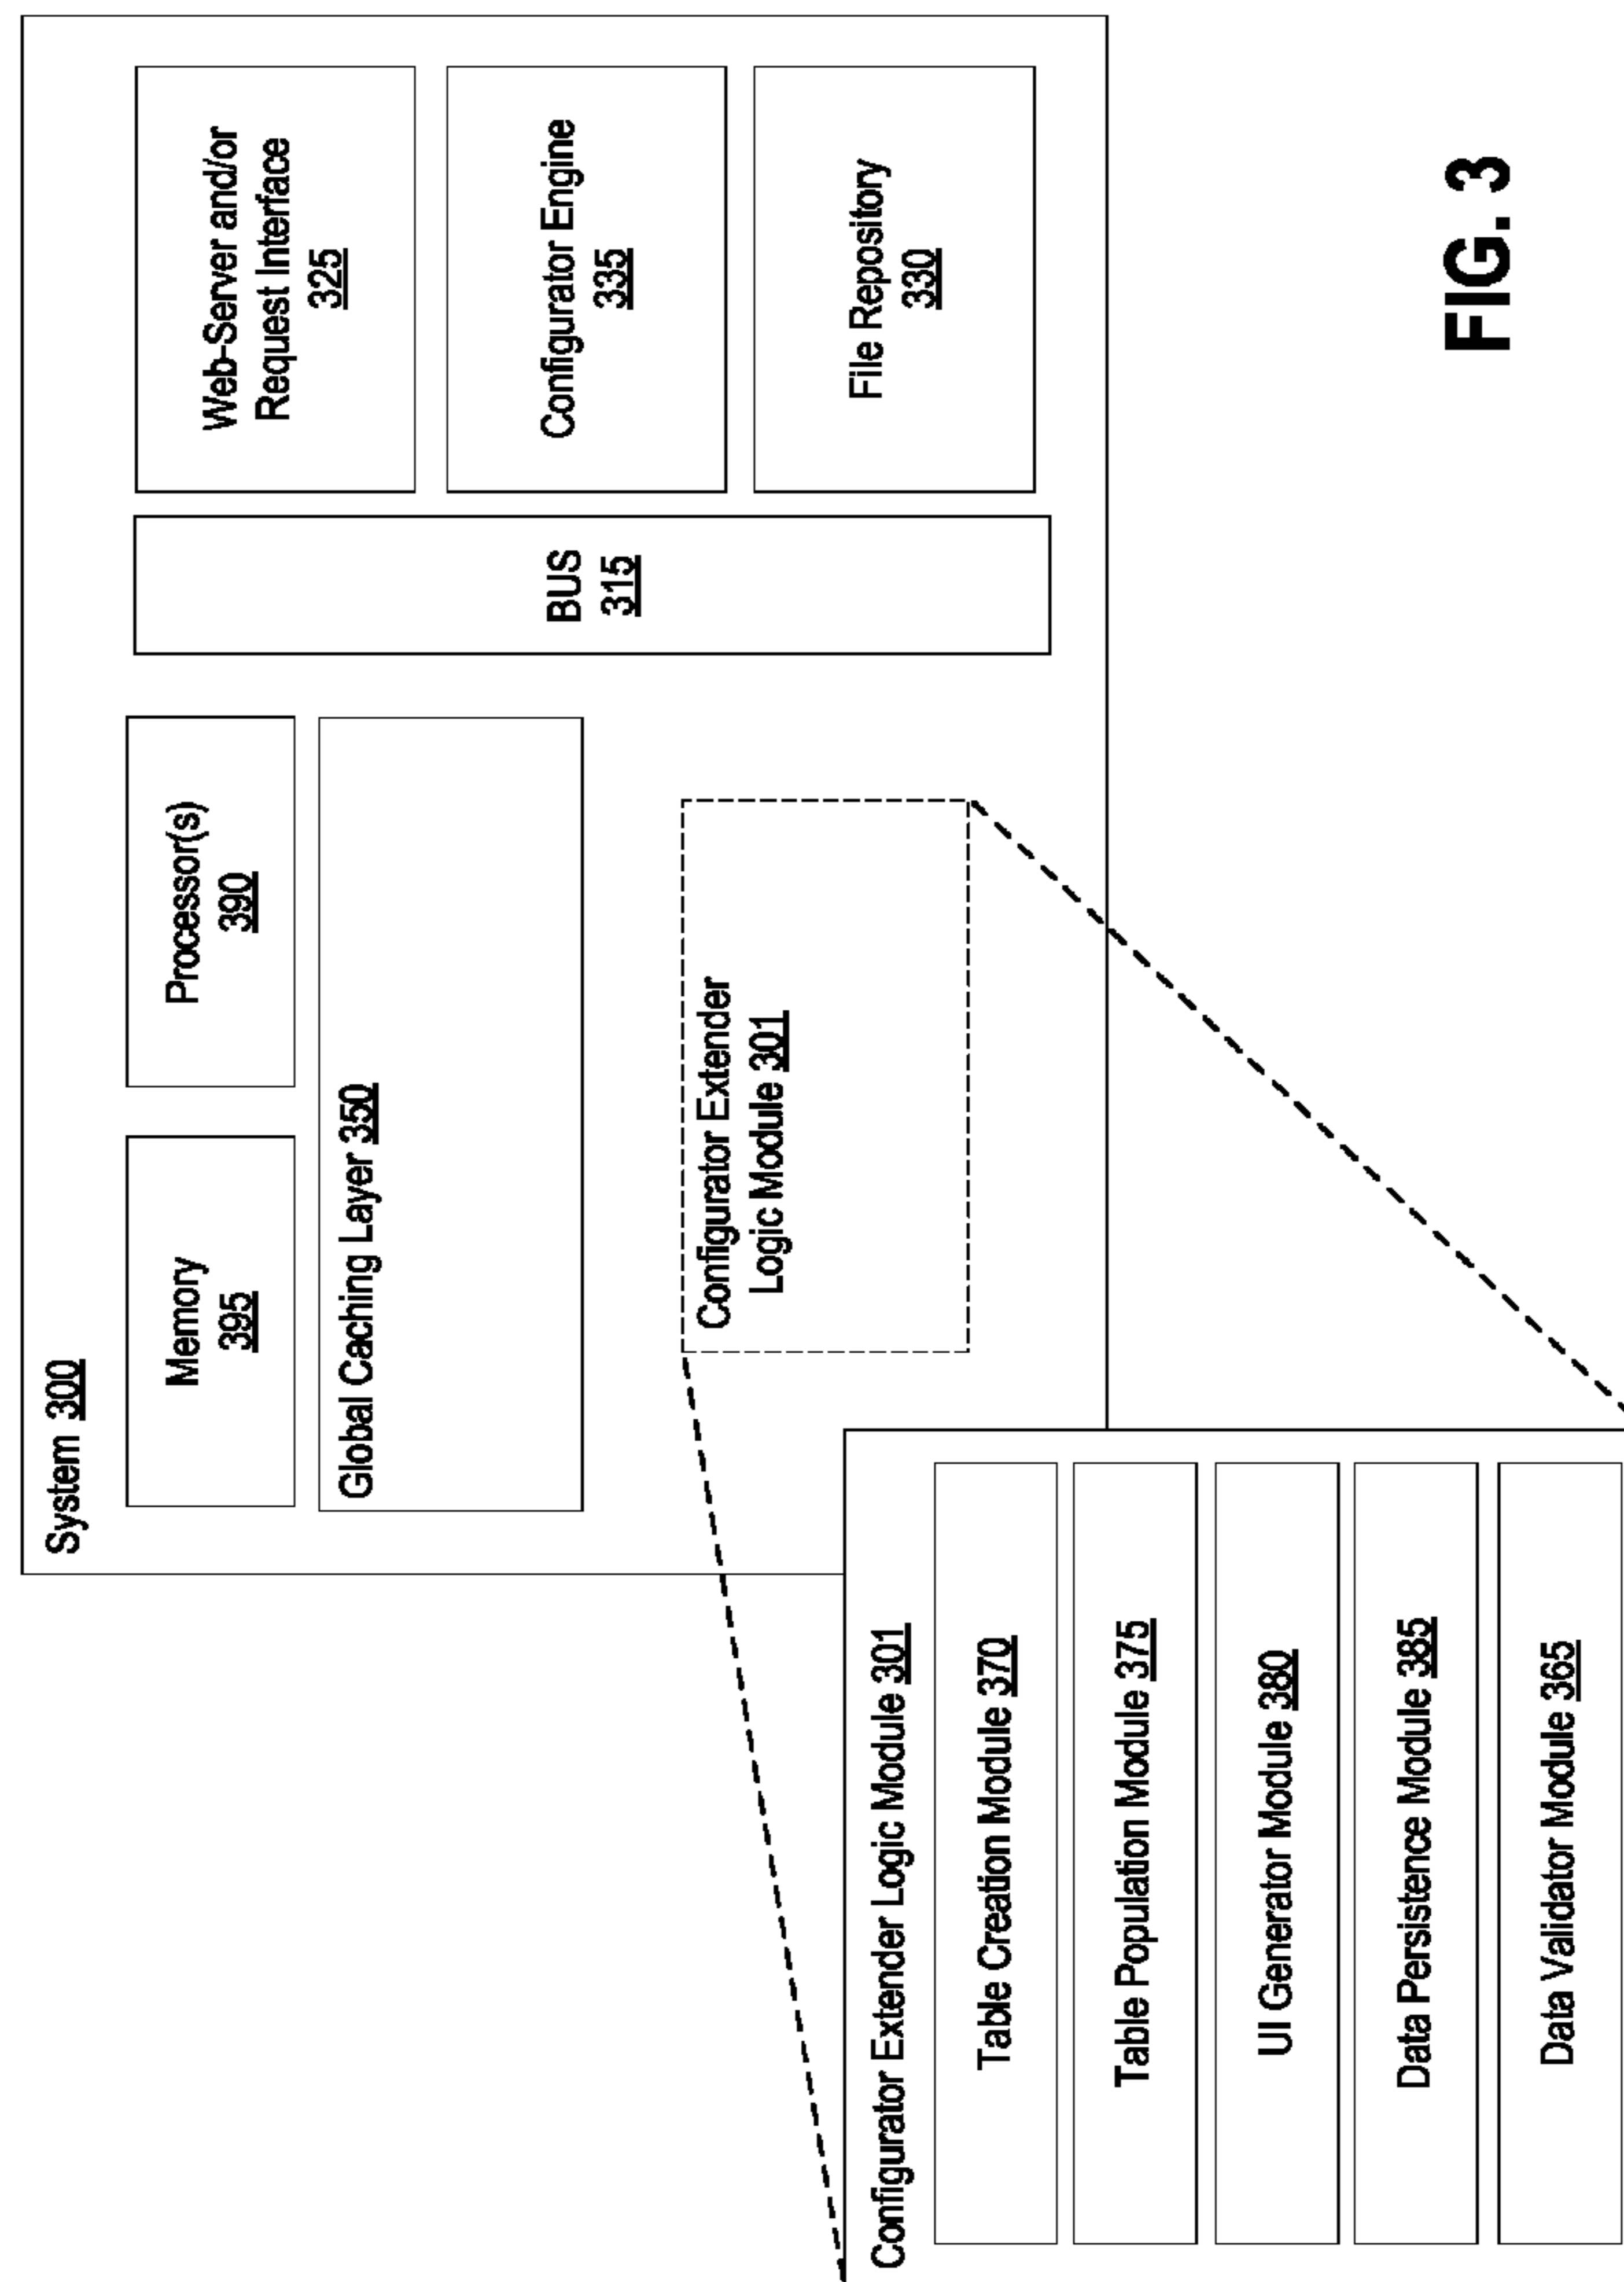 System 300
Memory
395
Processor(s)
390
Global Caching Layer 350
Configurator Extender
Logic Module 301
BUS
315
Web-Server and/or
Request Interface
325
Configurator Engine
335
File Repository
330
Configurator Extender Logic Module 301
Table Creation Module 370
Table Population Module 375
UI Generator Module 380
Data Persistence Module 385
Data Validator Module 365
FIG. 3